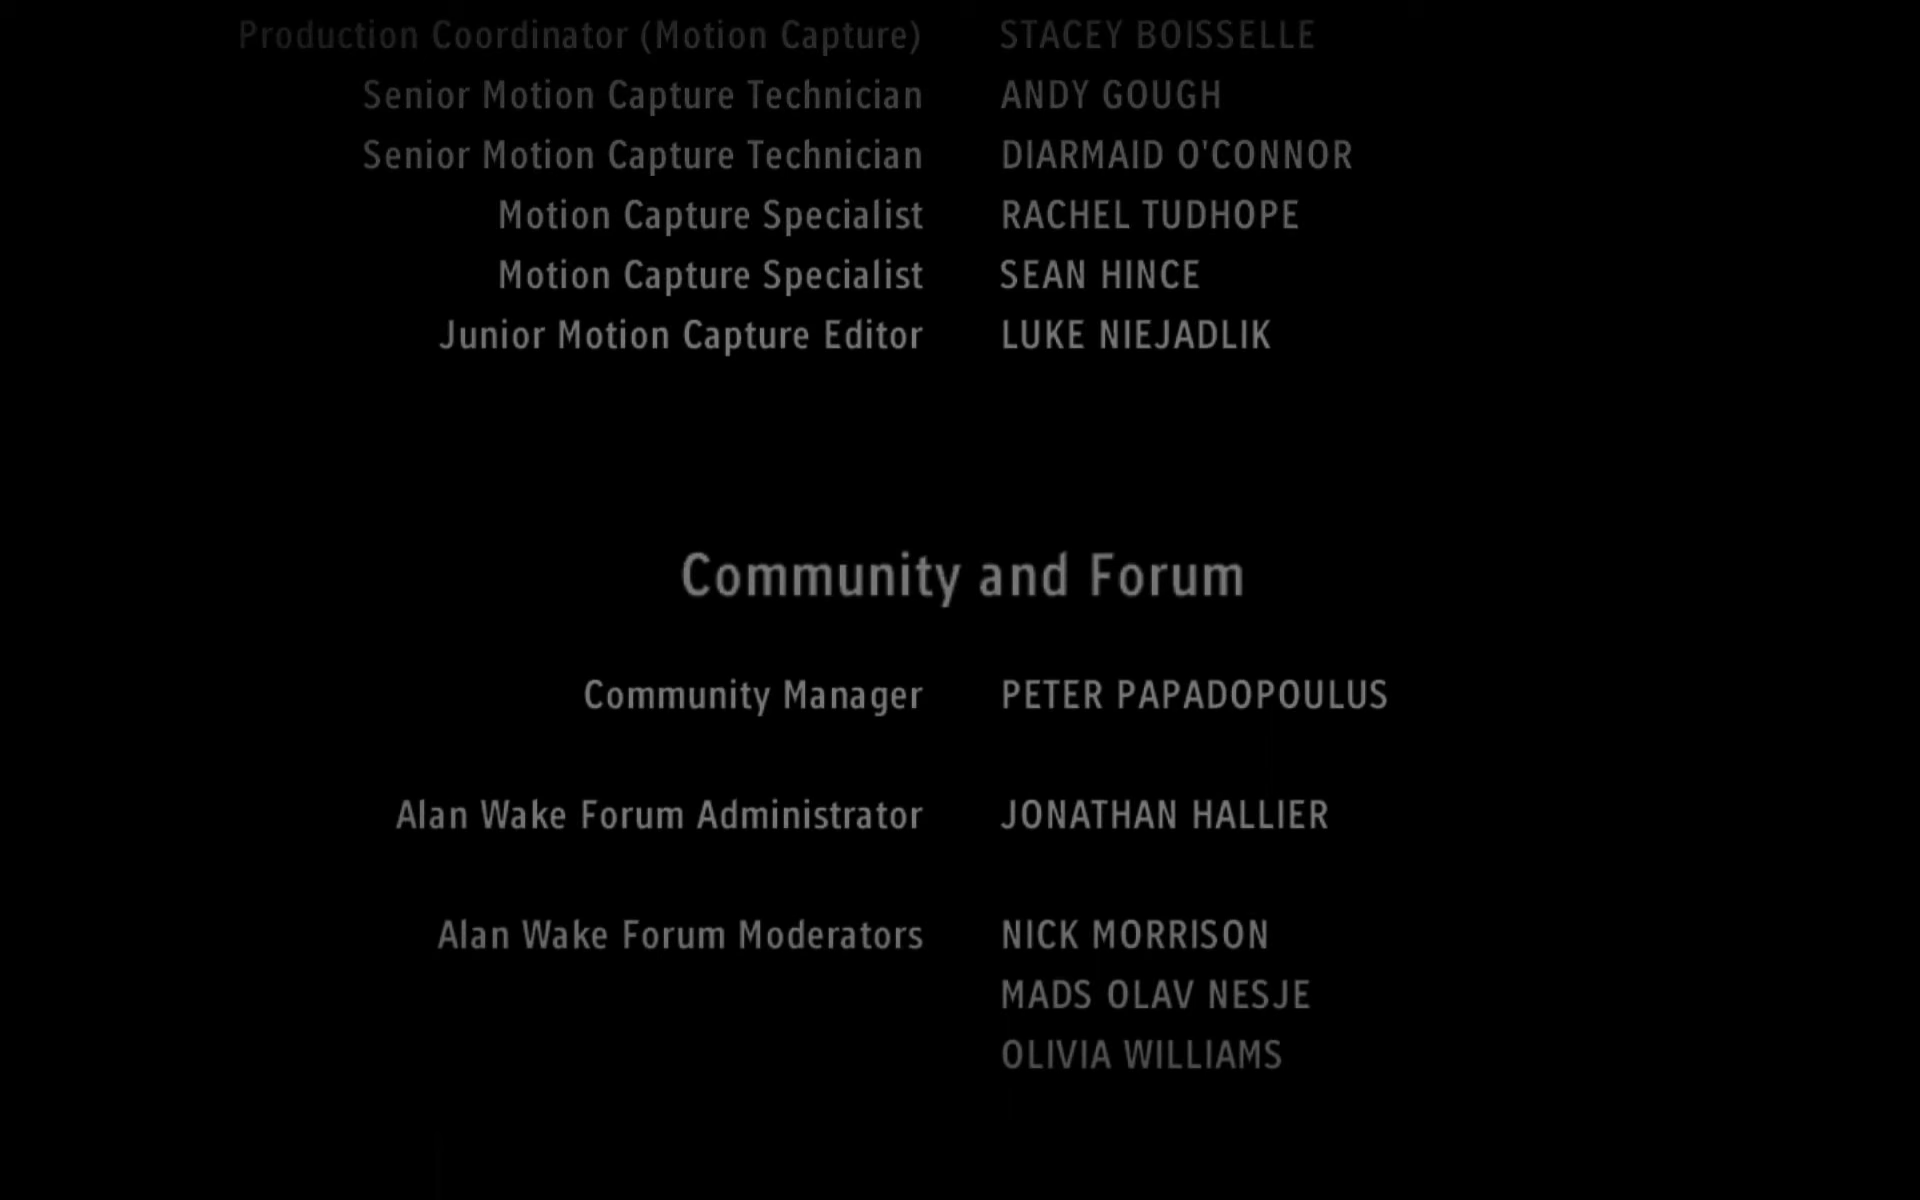 Production Coordinator (Motion Capture) STACEY BOISSELLE
Senior Motion Capture Technician ANDY GOUGH
Senior Motion Capture Technician DIARMAID O'CONNOR
Motion Capture Specialist RACHEL TUDHOPE
Motion Capture Specialist SEAN HINCE
Junior Motion Capture Editor LUKE NIEJADLIK
Community and Forum
Community Manager PETER PAPADOPOULUS
Alan Wake Forum Administrator JONATHAN HALLIER
Alan Wake Forum Moderators NICK MORRISON
MADS OLAV NESJE
OLIVIA WILLIAMS